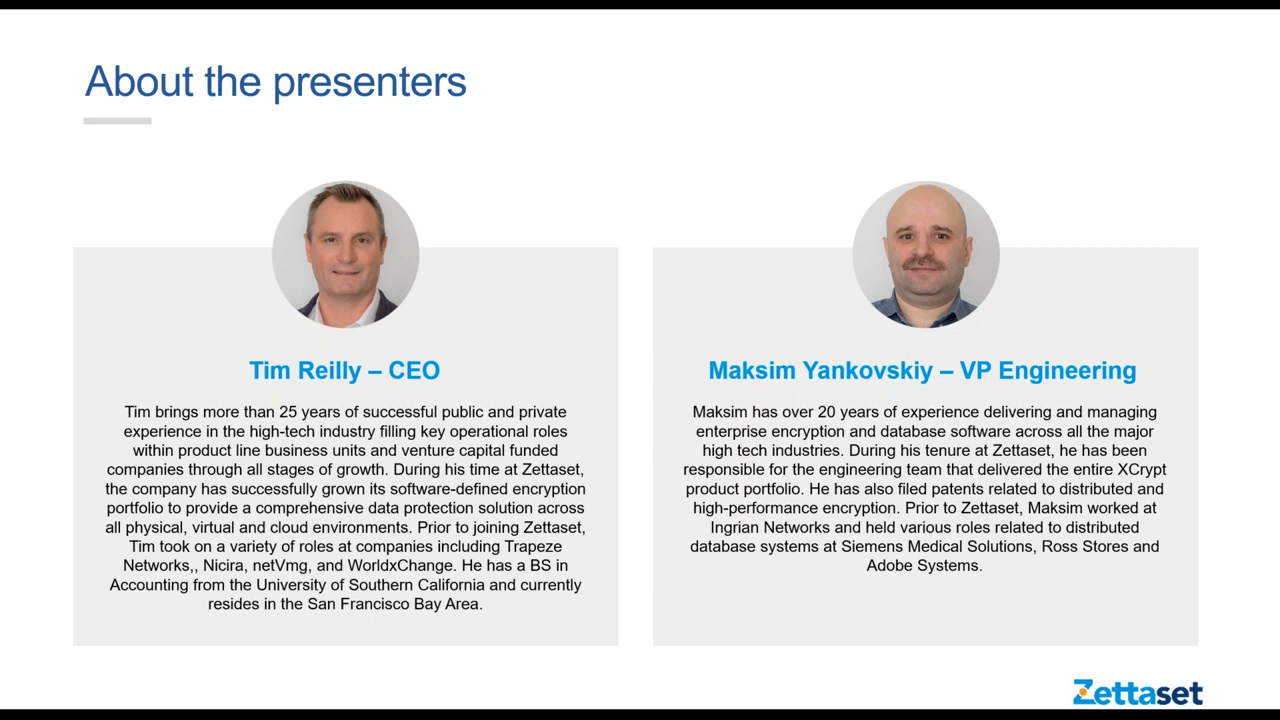 About the presenters
Tim Reilly – CEO
Tim brings more than 25 years of successful public and private
experience in the high-tech industry filling key operational roles
within product line business units and venture capital funded
companies through all stages of growth. During his time at Zettaset,
the company has successfully grown its software-defined encryption
portfolio to provide a comprehensive data protection solution across
all physical, virtual and cloud environments. Prior to joining Zettaset,
Tim took on a variety of roles at companies including Trapeze
Networks,, Nicira, netVmg, and WorldxChange. He has a BS in
Accounting from the University of Southern California and currently
resides in the San Francisco Bay Area.
Maksim Yankovskiy – VP Engineering
Maksim has over 20 years of experience delivering and managing
enterprise encryption and database software across all the major
high tech industries. During his tenure at Zettaset, he has been
responsible for the engineering team that delivered the entire XCrypt
product portfolio. He has also filed patents related to distributed and
high-performance encryption. Prior to Zettaset, Maksim worked at
Ingrian Networks and held various roles related to distributed
database systems at Siemens Medical Solutions, Ross Stores and
Adobe Systems.
Zettaset